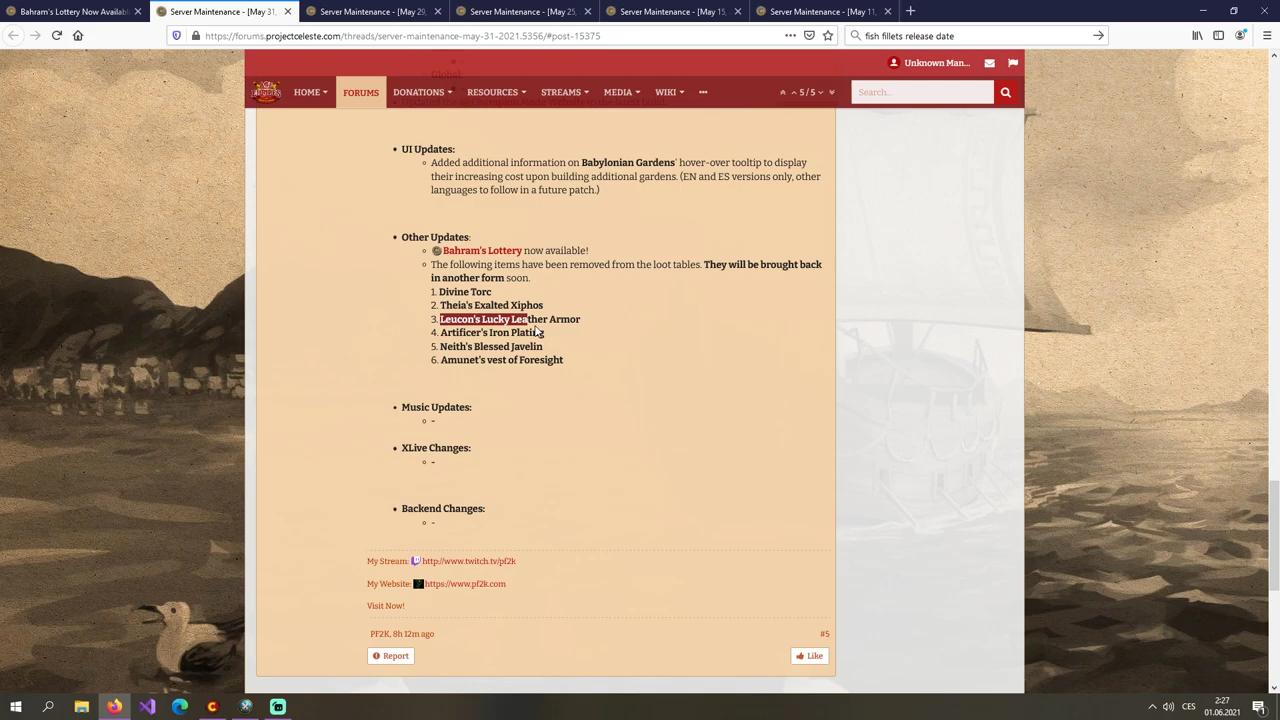 Bahram's Lottery Now Availabl
Server Maintenance - [May 31,
Server Maintenance - [May 29,
Server Maintenance - [May 25,
Server Maintenance - [May 15,
Server Maintenance - [May 11,
https://forums.projectceleste.com/threads/server-maintenance-may-31-2021.5356/#post-15375
fish fillets release date
Unknown Man...
HOME
FORUMS
DONATIONS
RESOURCES
STREAMS
MEDIA
WIKI
5 / 5
Search...
Global:
• UI Updates:
◦ Added additional information on Babylonian Gardens' hover-over tooltip to display
their increasing cost upon building additional gardens. (EN and ES versions only, other
languages to follow in a future patch.)
• Other Updates:
◦ Bahram's Lottery now available!
◦ The following items have been removed from the loot tables. They will be brought back
in another form soon.
1. Divine Torc
2. Theia's Exalted Xiphos
3. Leucon's Lucky Leather Armor
4. Artificer's Iron Plating
5. Neith's Blessed Javelin
6. Amunet's vest of Foresight
• Music Updates:
◦ -
• XLive Changes:
◦ -
• Backend Changes:
◦ -
My Stream: http://www.twitch.tv/pf2k
My Website: https://www.pf2k.com
Visit Now!
PF2K, 8h 12m ago
#5
Report
Like
CES
2:27
01.06.2021
1